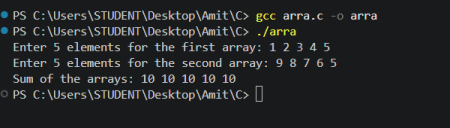 PS C:\Users\STUDENT\Desktop\Amit\C> gcc arra.c -o arra
PS C:\Users\STUDENT\Desktop\Amit\C> ./arra
Enter 5 elements for the first array: 1 2 3 4 5
Enter 5 elements for the second array: 9 8 7 6 5
Sum of the arrays: 10 10 10 10 10
PS C:\Users\STUDENT\Desktop\Amit\C>